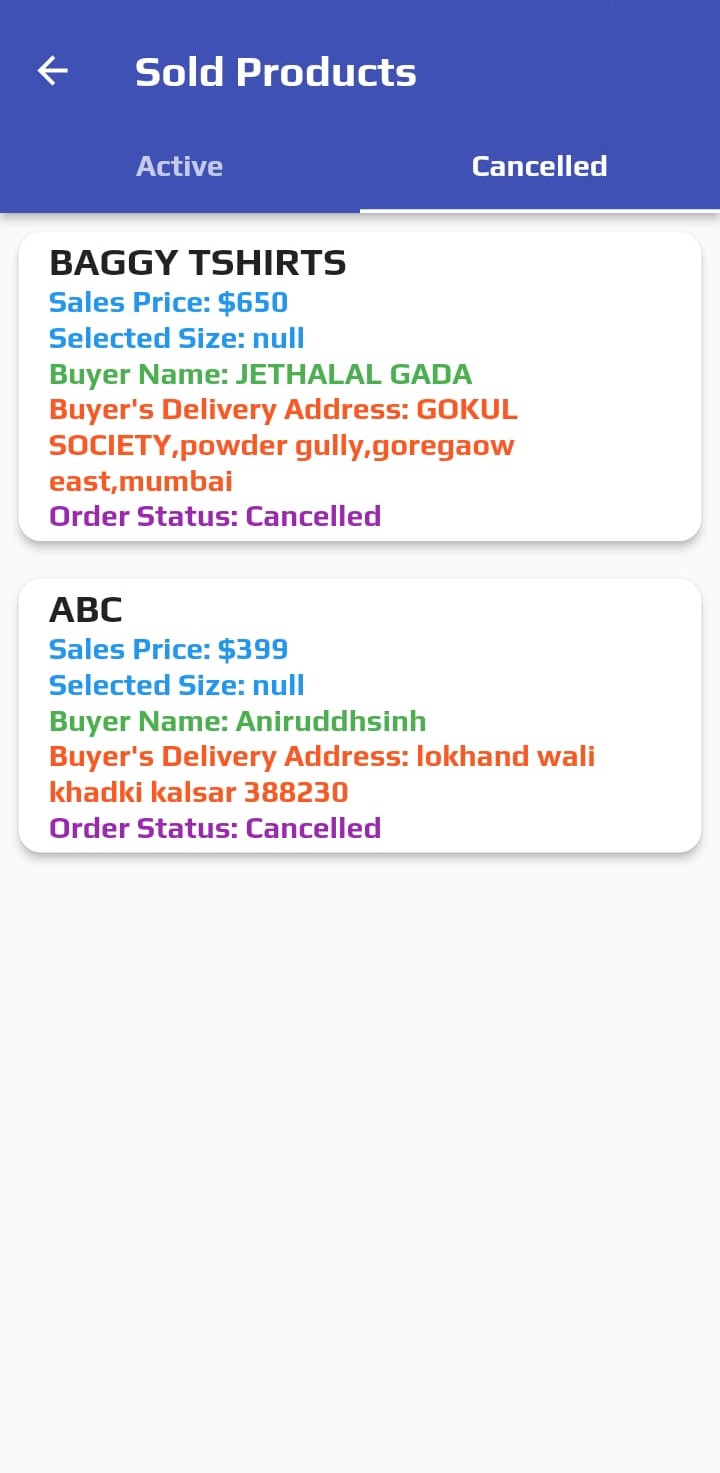 Sold Products
Active
Cancelled
BAGGY TSHIRTS
Sales Price: $650
Selected Size: null
Buyer Name: JETHALAL GADA
Buyer's Delivery Address: GOKUL
SOCIETY,powder gully,goregaow
east,mumbai
Order Status: Cancelled
ABC
Sales Price: $399
Selected Size: null
Buyer Name: Aniruddhsinh
Buyer's Delivery Address: lokhand wali
khadki kalsar 388230
Order Status: Cancelled